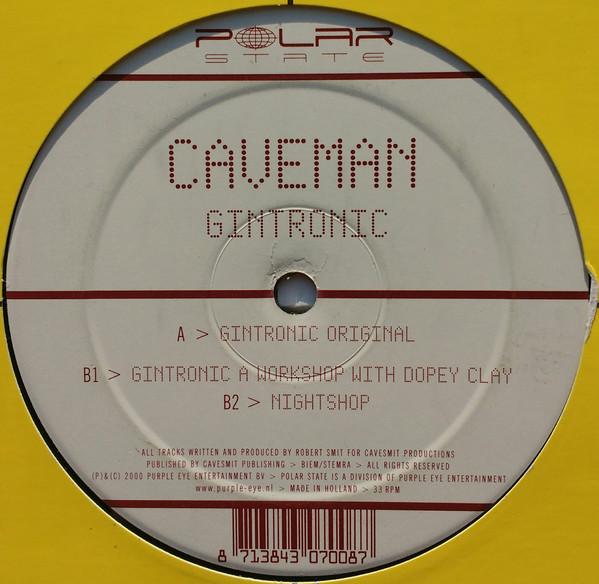 POLAR
STATE
CAVEMAN
GINTRONIC
A > GINTRONIC ORIGINAL
B1 > GINTRONIC A WORKSHOP WITH DOPEY CLAY
B2 > NIGHTSHOP
ALL TRACKS WRITTEN AND PRODUCED BY ROBERT SMIT FOR CAVESMIT PRODUCTIONS
PUBLISHED BY CAVESMIT PUBLISHING > BIEM/STEMRA > ALL RIGHTS RESERVED
(P)&(C) 2000 PURPLE EYE ENTERTAINMENT BV > POLAR STATE IS A DIVISION OF PURPLE EYE ENTERTAINMENT
www.purple-eye.nl > MADE IN HOLLAND > 33 RPM
8 713843 070087